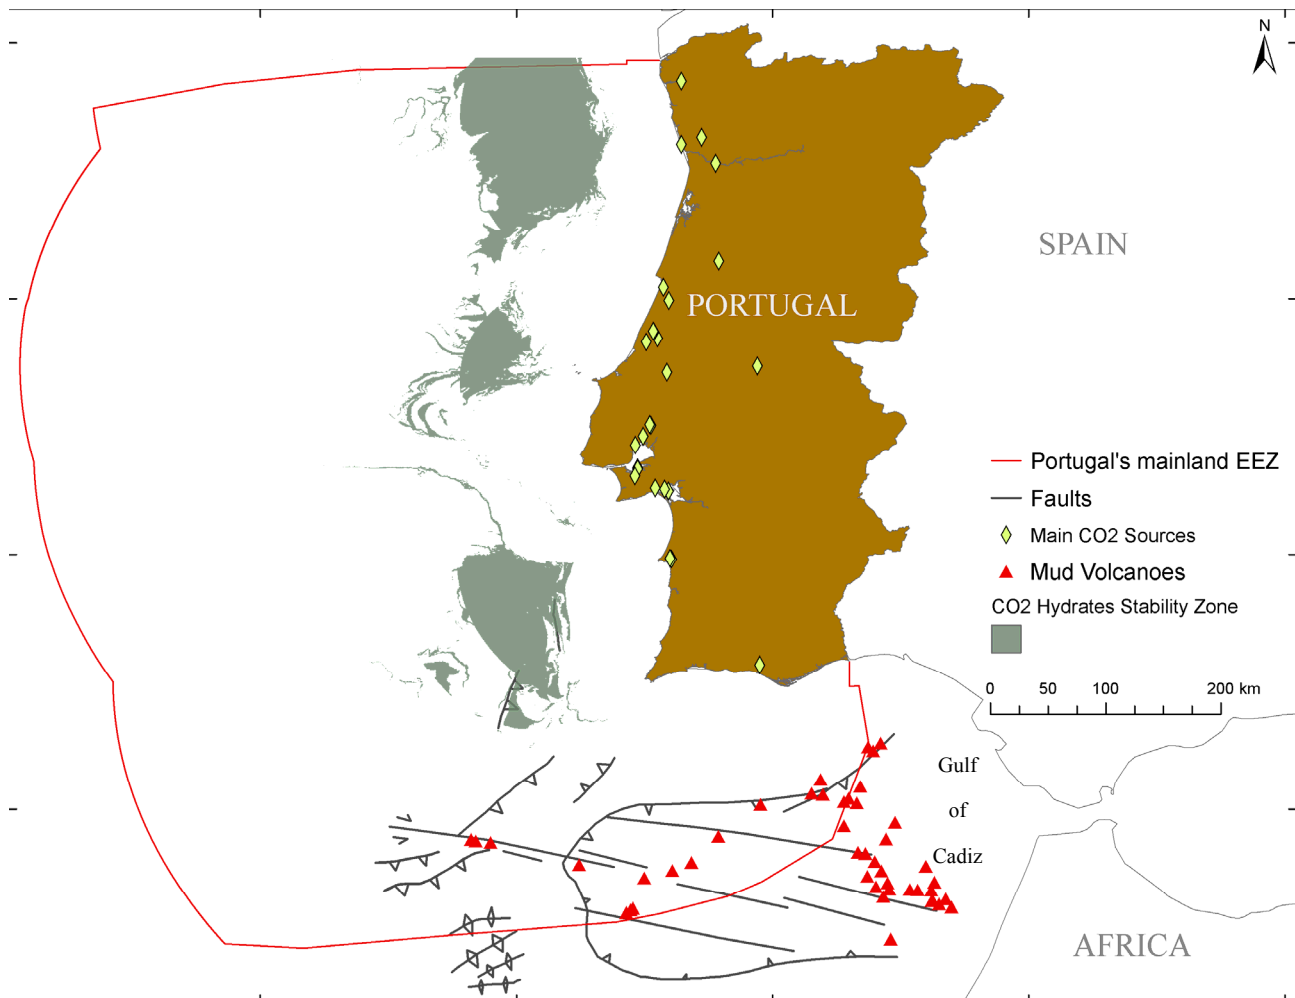 N
SPAIN
PORTUGAL
Portugal's mainland EEZ
Faults
Main CO2 Sources
Mud Volcanoes
CO2 Hydrates Stability Zone
0 50 100 200 km
Gulf
of
Cadiz
AFRICA